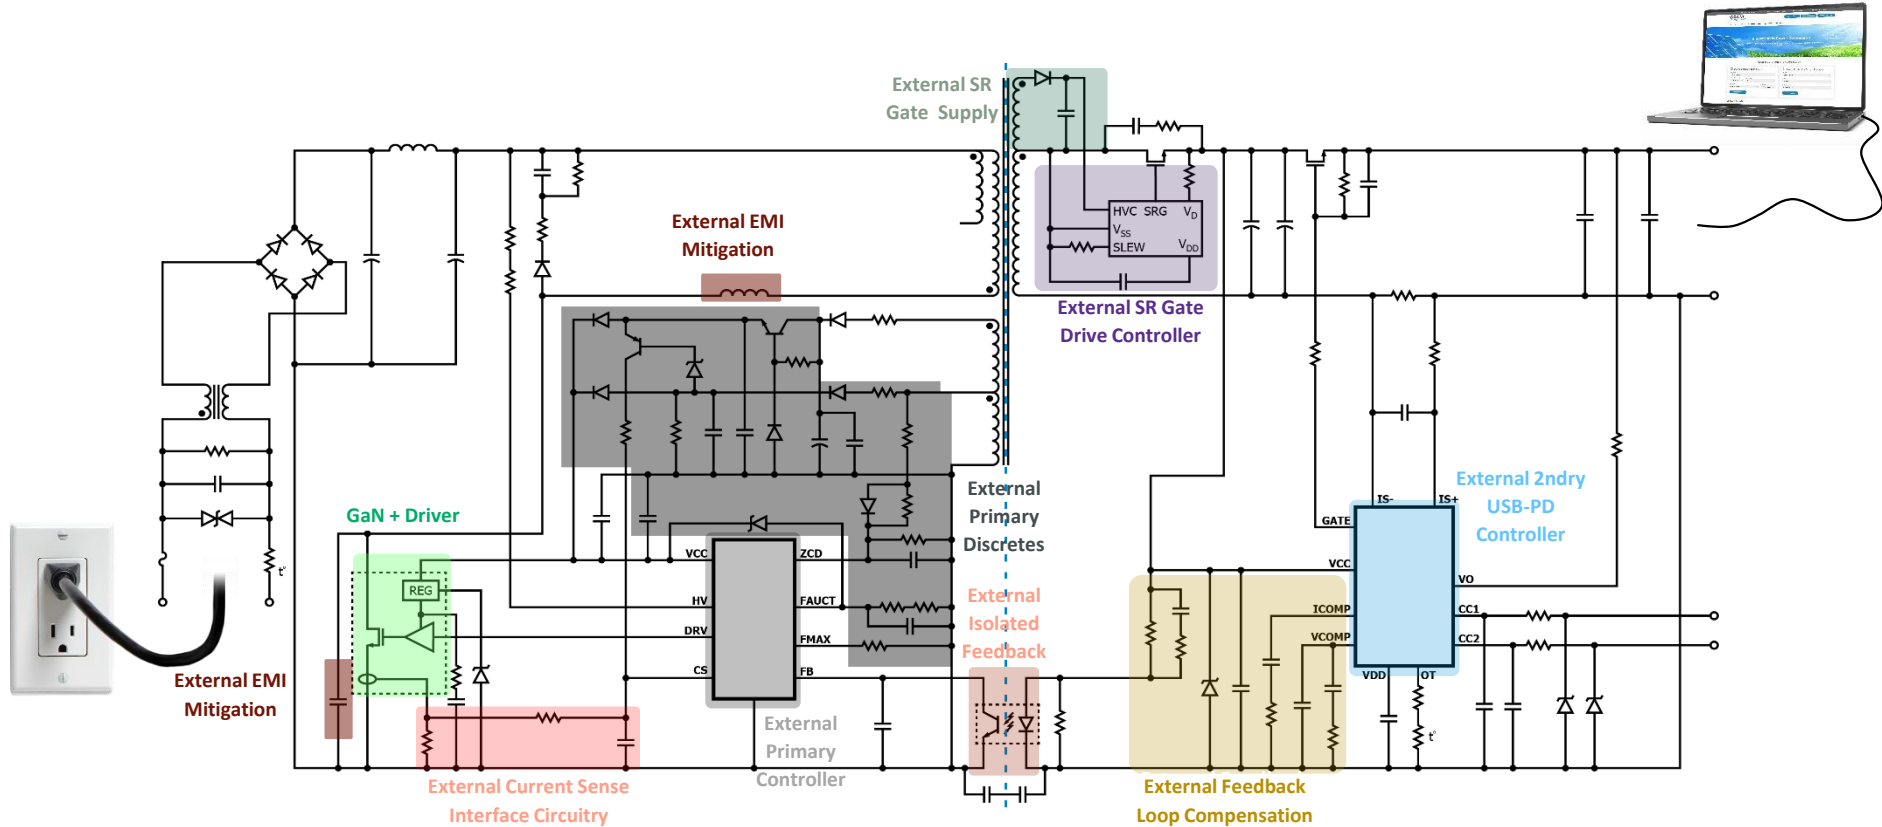 External SR
Gate Supply
HVC SRG VD
VSS
SLEW VDD
External EMI
Mitigation
External SR Gate
Drive Controller
External
Primary
Discretes
IS- IS+
External 2ndry
USB-PD
Controller
GATE
VCC
VO
ICOMP
CC1
VCOMP
CC2
VDD OT
t°
GaN + Driver
REG
VCC ZCD
HV FAUCT
DRV
FMAX
CS FB
t°
External
Isolated
Feedback
External EMI
Mitigation
External
Primary
Controller
External Current Sense
Interface Circuitry
External Feedback
Loop Compensation